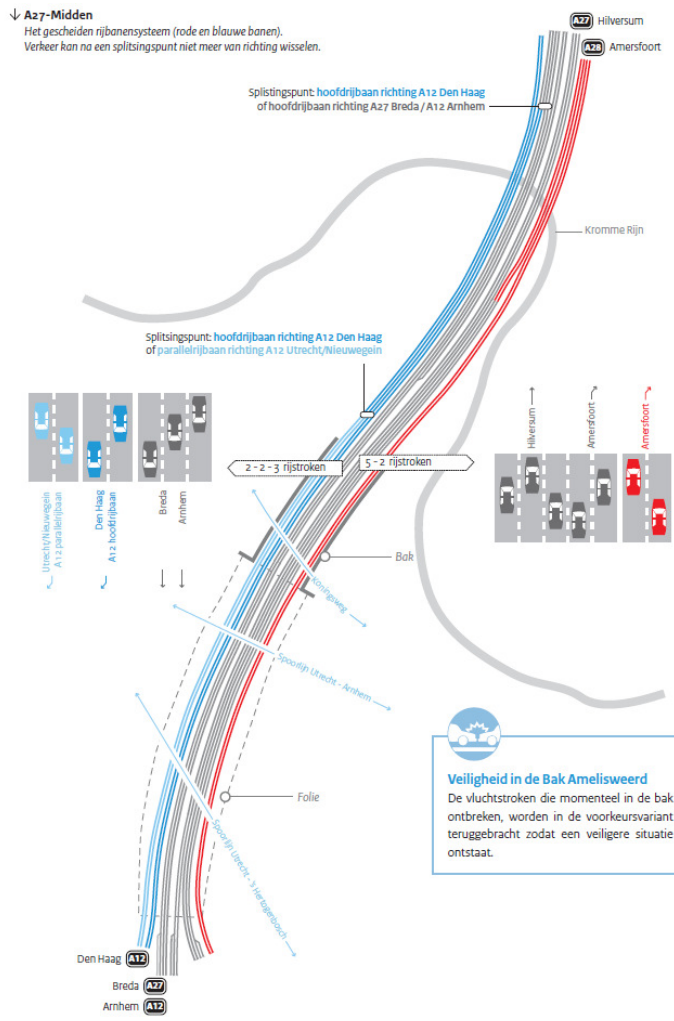 A27-Midden
Het gescheiden rijbanensysteem (rode en blauwe banen).
Verkeer kan na een splitsingspunt niet meer van richting wisselen.
A27 Hilversum
A28 Amersfoort
Splistingspunt: hoofdrijbaan richting A12 Den Haag
of hoofdrijbaan richting A27 Breda / A12 Arnhem
Kromme Rijn
Splitsingspunt: hoofdrijbaan richting A12 Den Haag
of parallelrijbaan richting A12 Utrecht/Nieuwegein
Hilversum
Amersfoort
Amersfoort
2 - 2 - 3 rijstroken
5 - 2 rijstroken
Utrecht/Nieuwegein
A12 parallelrijbaan
Den Haag
A12 hoofdrijbaan
Breda
Arnhem
Bak
Koningsweg
Spoorlijn Utrecht - Arnhem
Veiligheid in de Bak Amelisweerd
De vluchtstroken die momenteel in de bak
ontbreken, worden in de voorkeursvariant
teruggebracht zodat een veiligere situatie
ontstaat.
Folie
Spoorlijn Utrecht - 's Hertogenbosch
Den Haag A12
Breda A27
Arnhem A12